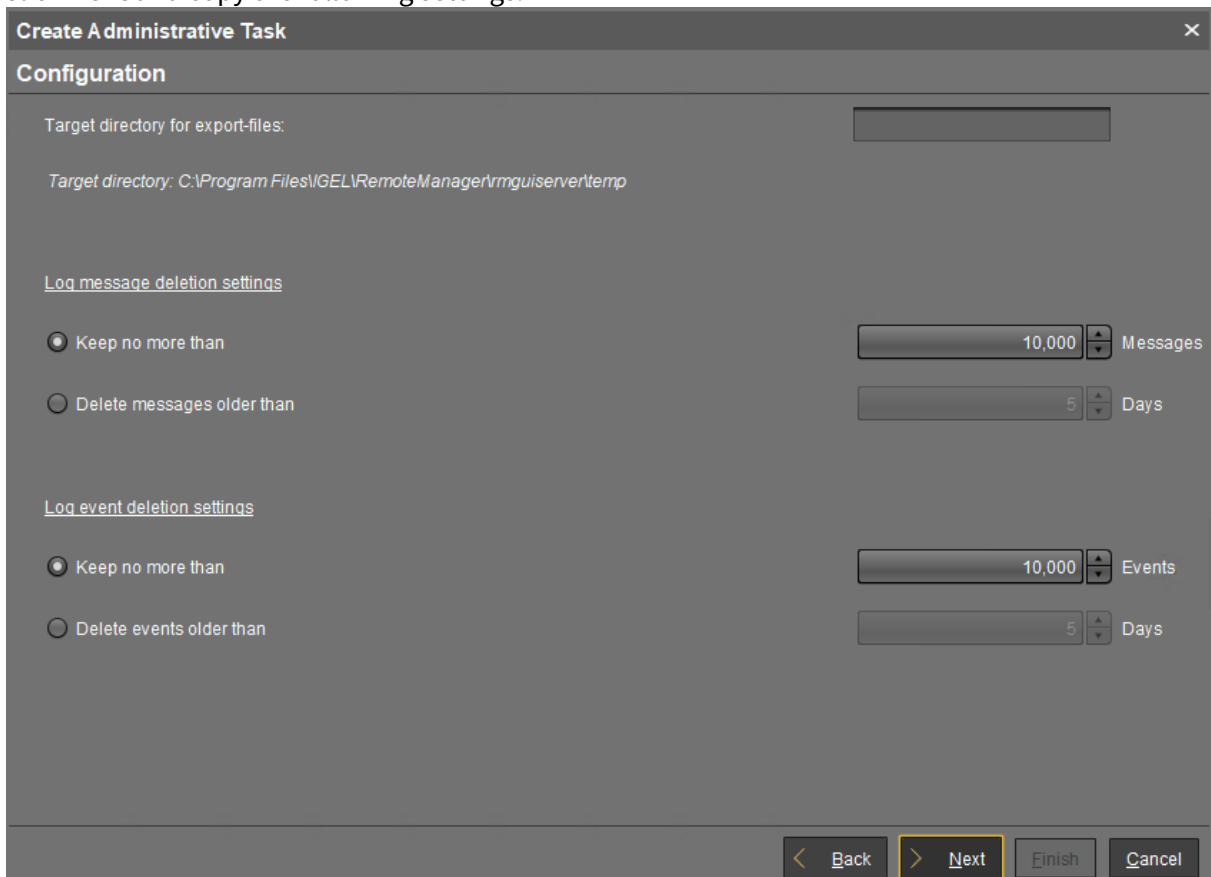 Create Administrative Task
Configuration
Target directory for export-files:
Target directory: C:\Program Files\IGEL\RemoteManager\rmguiserver\temp
Log message deletion settings
Keep no more than 10,000 Messages
Delete messages older than 5 Days
Log event deletion settings
Keep no more than 10,000 Events
Delete events older than 5 Days
Back Next Finish Cancel